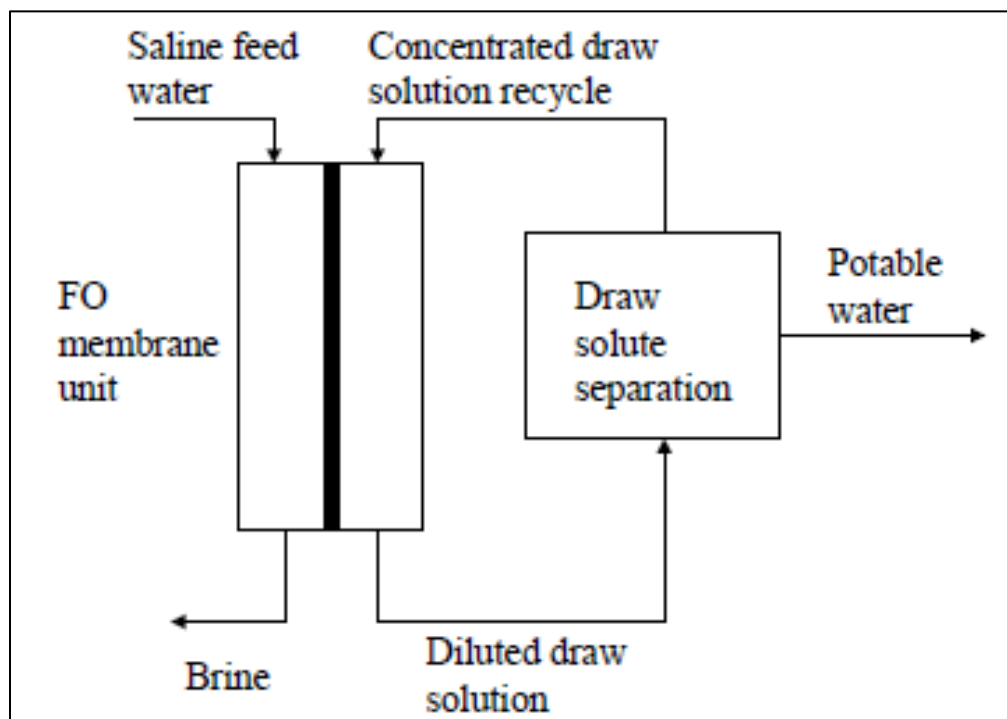 Saline feed
water
Concentrated draw
solution recycle
FO
membrane
unit
Draw
solute
separation
Potable
water
Brine
Diluted draw
solution